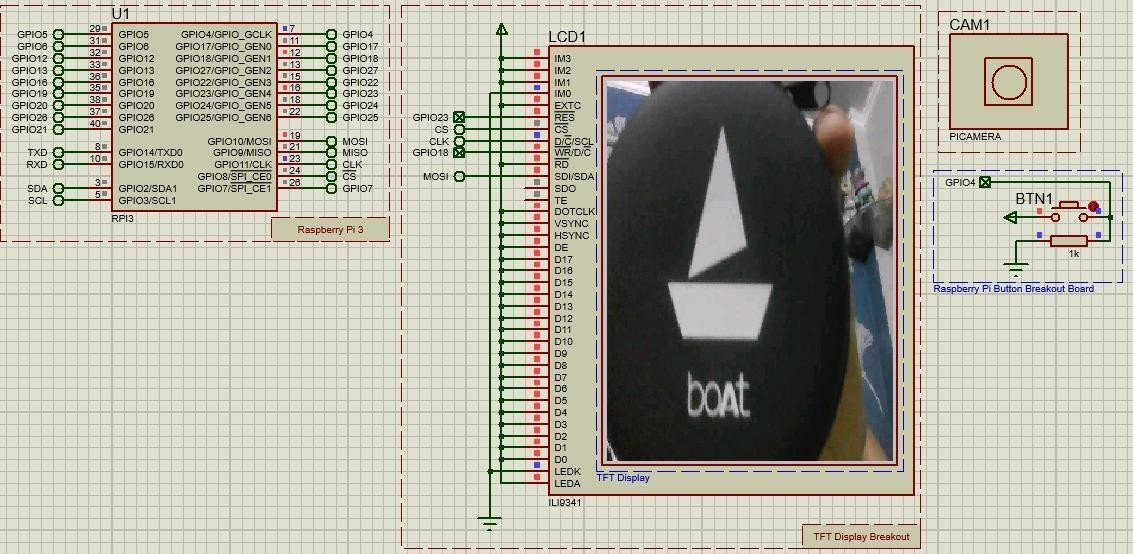 U1
GPIO5 29 GPIO5
GPIO6 31 GPIO6
GPIO12 32 GPIO12
GPIO13 33 GPIO13
GPIO16 36 GPIO16
GPIO19 35 GPIO19
GPIO20 38 GPIO20
GPIO26 37 GPIO26
GPIO21 40 GPIO21
TXD 8 GPIO14/TXD0
RXD 10 GPIO15/RXD0
SDA 3 GPIO2/SDA1
SCL 5 GPIO3/SCL1
GPIO4/GPIO_GCLK 7 GPIO4
GPIO17/GPIO_GEN0 11 GPIO17
GPIO18/GPIO_GEN1 12 GPIO18
GPIO27/GPIO_GEN2 13 GPIO27
GPIO22/GPIO_GEN3 15 GPIO22
GPIO23/GPIO_GEN4 16 GPIO23
GPIO24/GPIO_GEN5 18 GPIO24
GPIO25/GPIO_GEN6 22 GPIO25
GPIO10/MOSI 19 MOSI
GPIO9/MISO 21 MISO
GPIO11/CLK 23 CLK
GPIO8/SPI_CE0 24 CS
GPIO7/SPI_CE1 26 GPIO7
RPI3
Raspberry Pi 3
LCD1
IM3
IM2
IM1
IM0
EXTC
GPIO23 RES
CS CS
CLK D/C/SCL
GPIO18 WR/D/C
RD
MOSI SDI/SDA
SDO
TE
DOTCLK
VSYNC
HSYNC
DE
D17
D16
D15
D14
D13
D12
D11
D10
D9
D8
D7
D6
D5
D4
D3
D2
D1
D0
LEDK
LEDA
ILI9341
boAt
TFT Display
TFT Display Breakout
CAM1
PICAMERA
GPIO4
BTN1
1k
Raspberry Pi Button Breakout Board